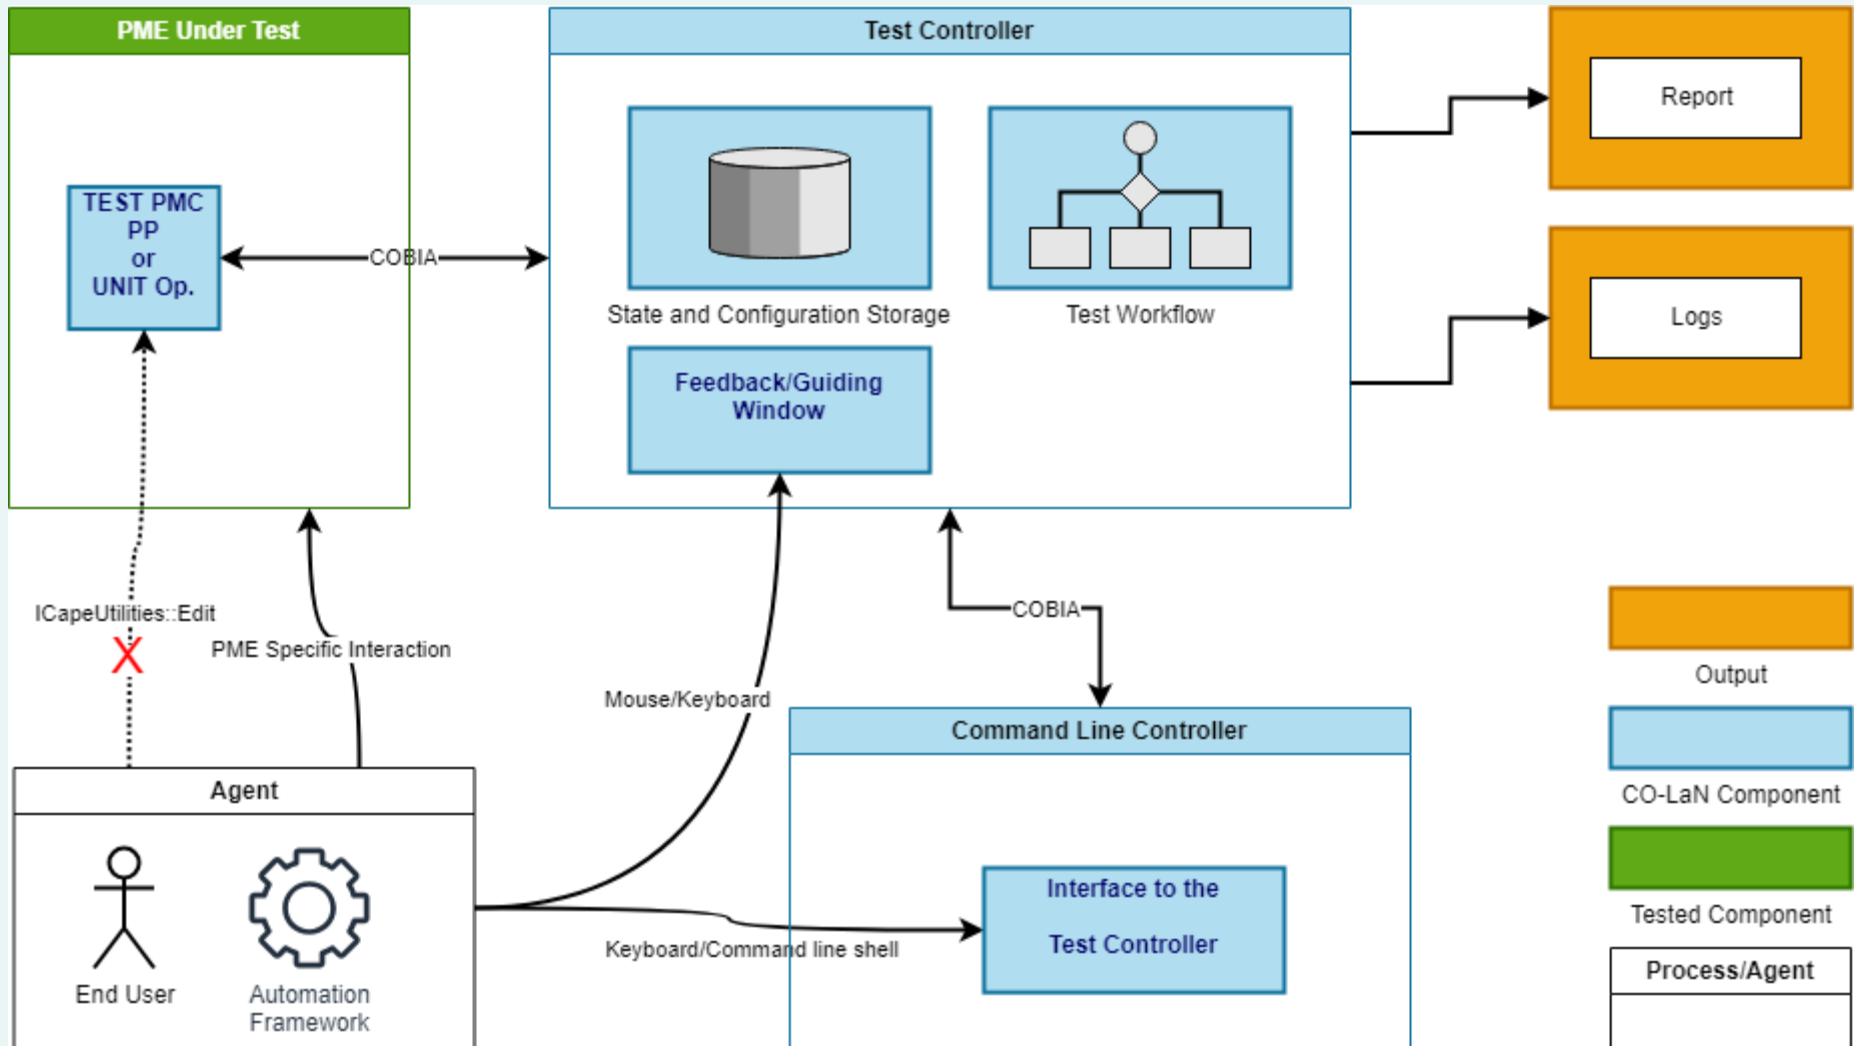 PME Under Test
Test Controller
Report
TEST PMC
PP
or
UNIT Op.
COBIA
State and Configuration Storage
Test Workflow
Logs
Feedback/Guiding
Window
ICapeUtilities::Edit
X
PME Specific Interaction
COBIA
Mouse/Keyboard
Output
Command Line Controller
Agent
CO-LaN Component
Interface to the
Test Controller
Keyboard/Command line shell
Tested Component
Process/Agent
End User
Automation
Framework